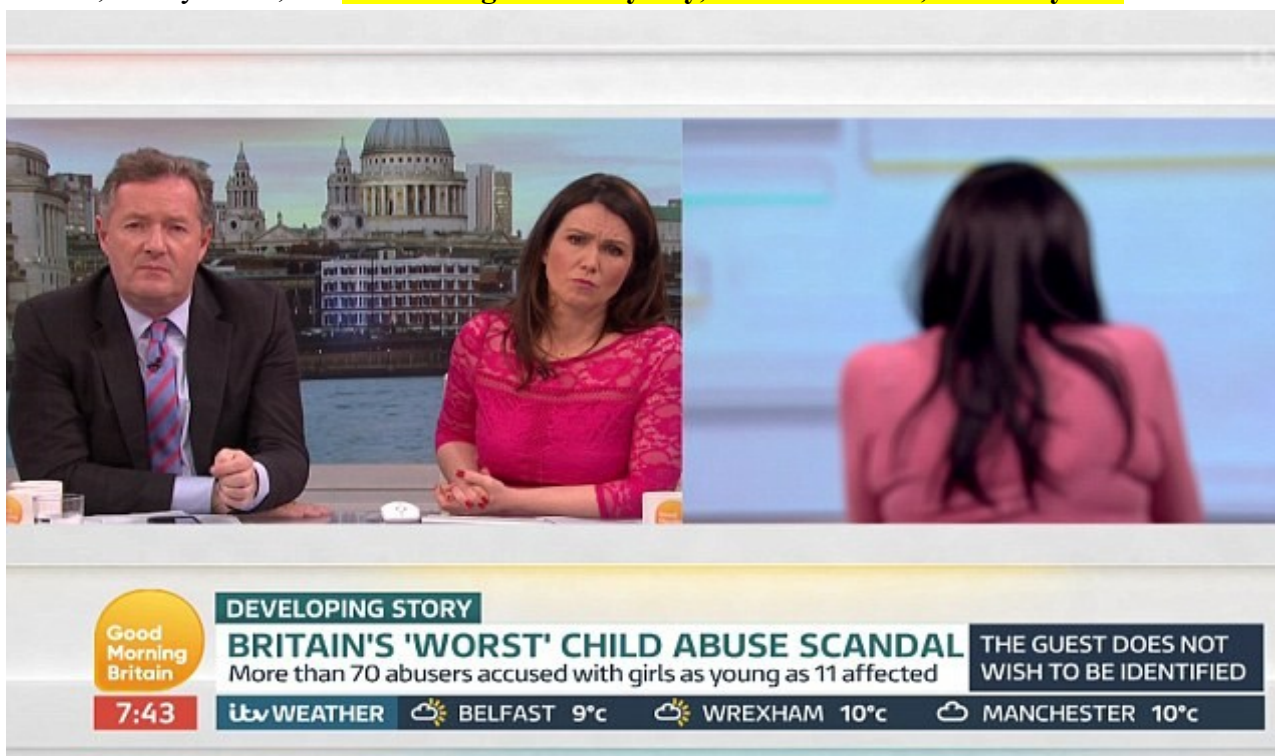 DEVELOPING STORY
BRITAIN'S 'WORST' CHILD ABUSE SCANDAL
More than 70 abusers accused with girls as young as 11 affected
THE GUEST DOES NOT
WISH TO BE IDENTIFIED
Good
Morning
Britain
7:43
itv WEATHER BELFAST 9°c WREXHAM 10°c MANCHESTER 10°c